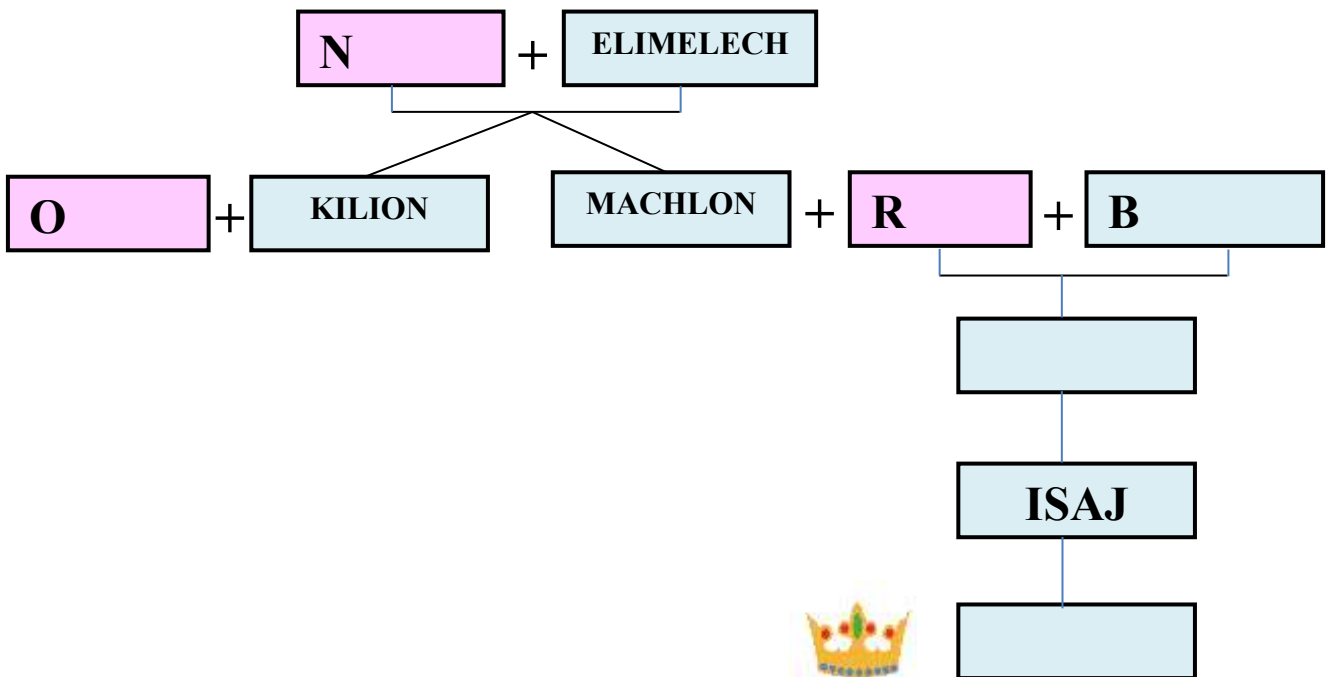 N + ELIMELECH
O + KILION MACHLON + R + B
ISAJ